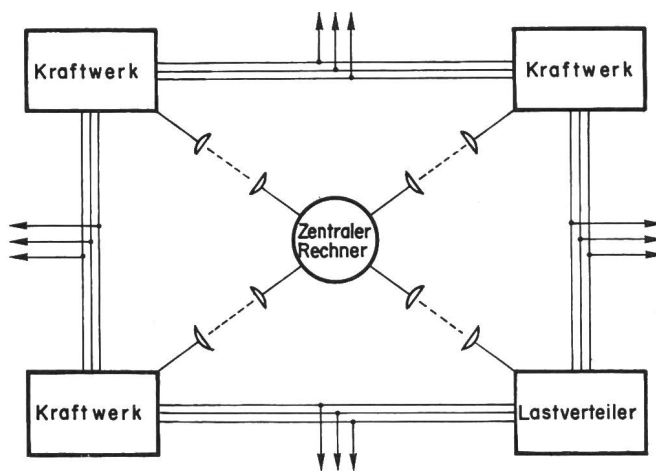 Kraftwerk
Kraftwerk
Zentraler
Rechner
Kraftwerk
Lastverteiler